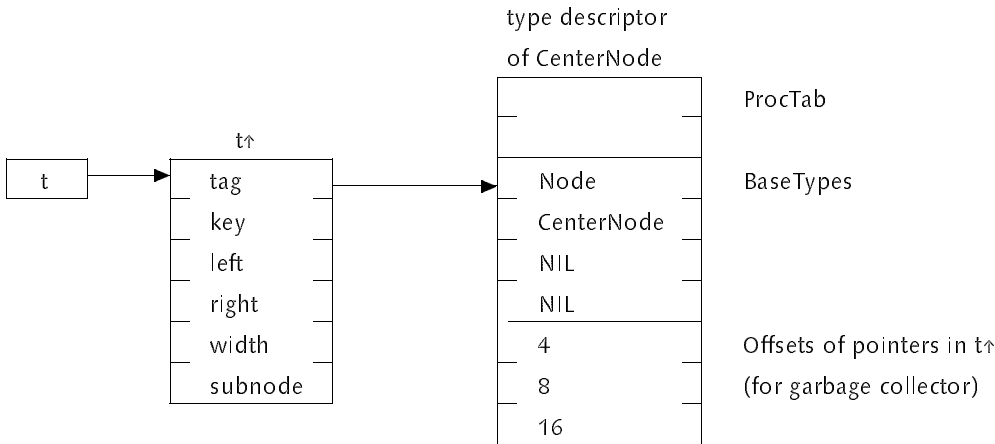 type descriptor
of CenterNode
ProcTab
t↑
t
tag
Node
BaseTypes
key
CenterNode
left
NIL
right
NIL
width
4
Offsets of pointers in t↑
subnode
8
(for garbage collector)
16